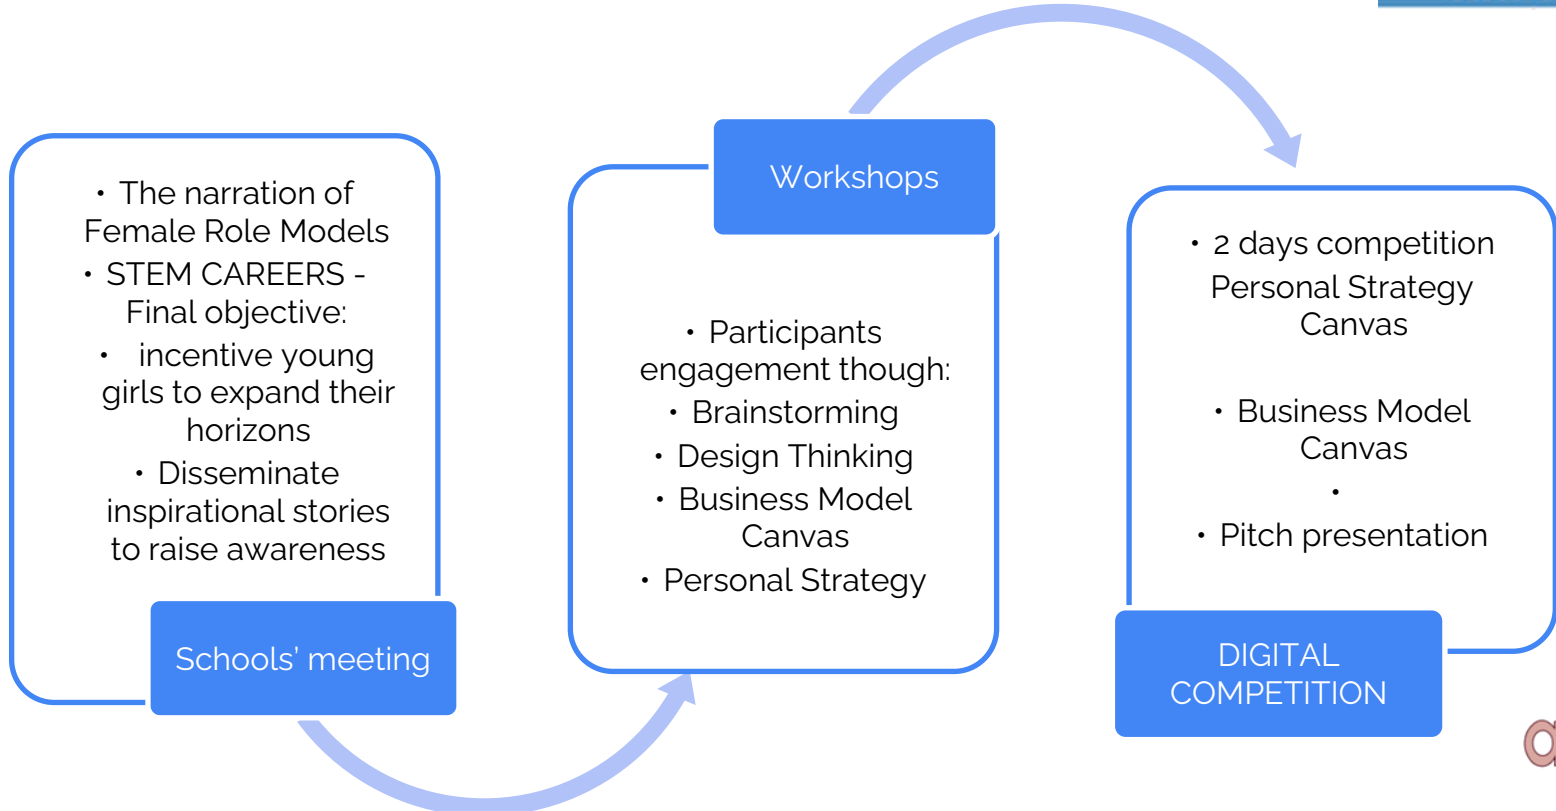 • The narration of
Female Role Models
• STEM CAREERS -
Final objective:
• incentive young
girls to expand their
horizons
• Disseminate
inspirational stories
to raise awareness
Schools’ meeting
Workshops
• Participants
engagement though:
• Brainstorming
• Design Thinking
• Business Model
Canvas
• Personal Strategy
• 2 days competition
Personal Strategy
Canvas
• Business Model
Canvas
•
• Pitch presentation
DIGITAL
COMPETITION